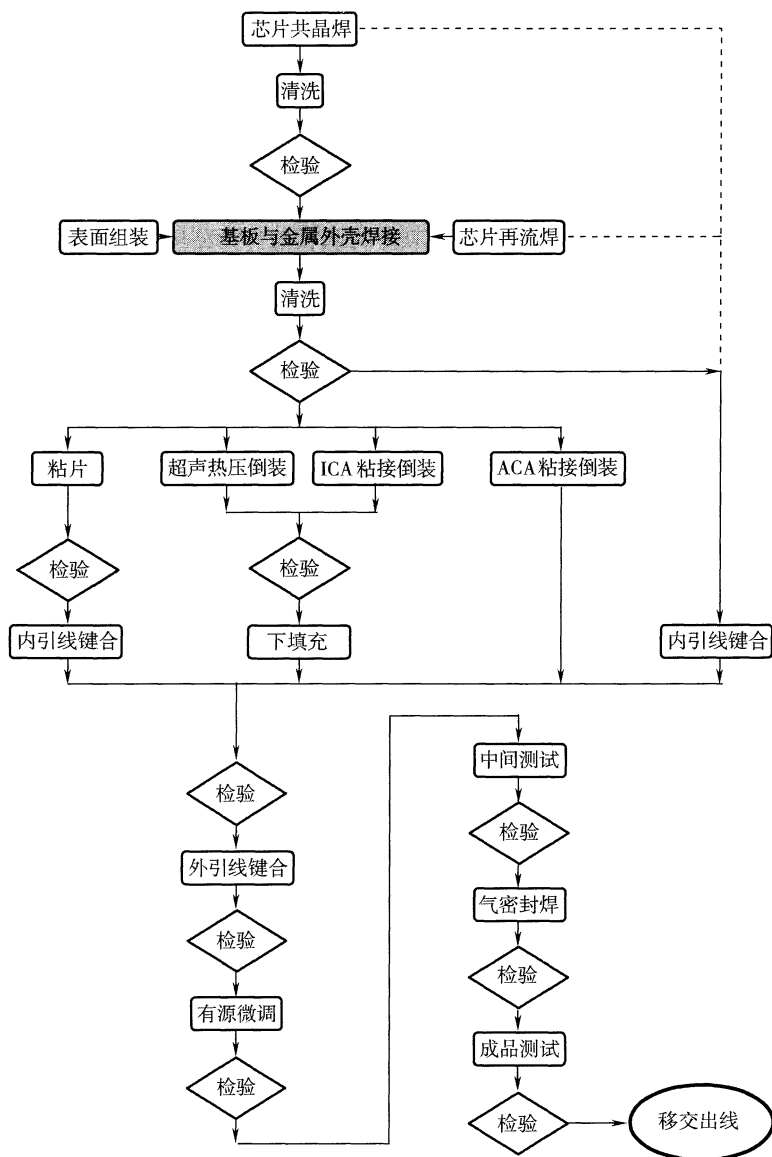 芯片共晶焊
清洗
检验
表面组装
基板与金属外壳焊接
芯片再流焊
清洗
检验
粘片
超声热压倒装
ICA 粘接倒装
ACA 粘接倒装
检验
检验
内引线键合
下填充
内引线键合
检验
外引线键合
检验
有源微调
检验
中间测试
检验
气密封焊
检验
成品测试
检验
移交出线